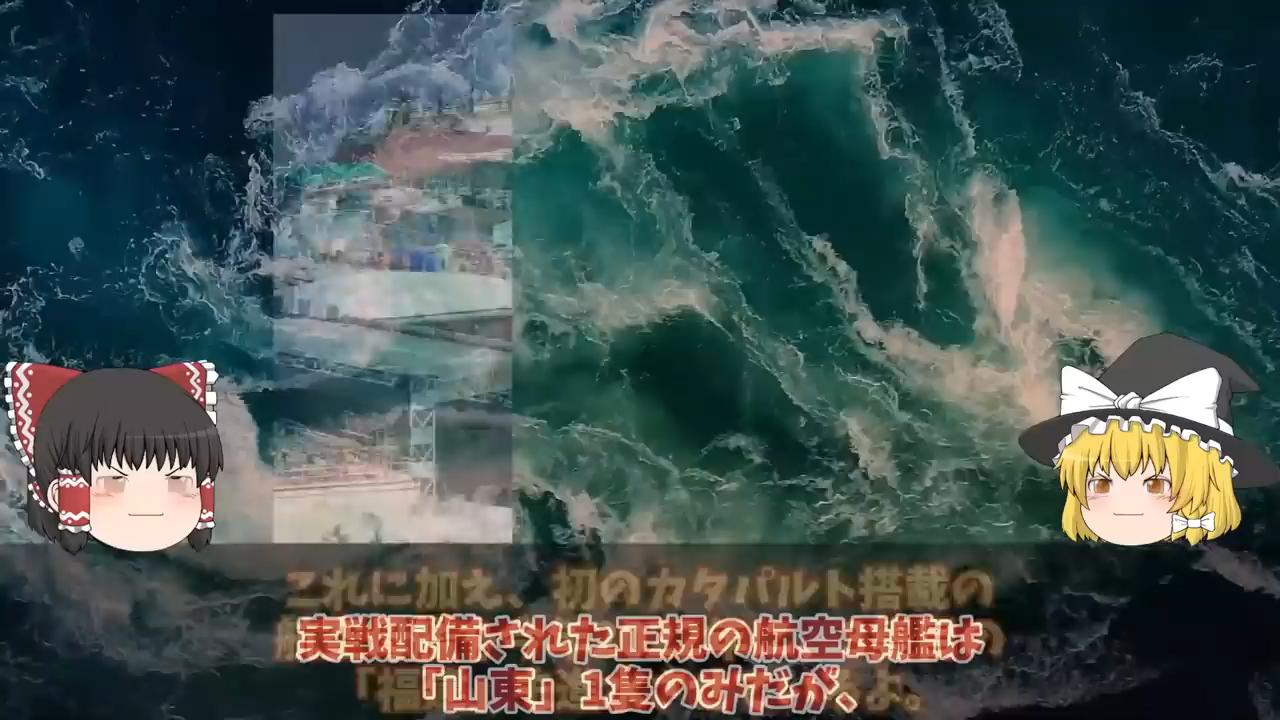 これに加え、初のカタパルト搭載の
実戦配備された正規の航空母艦は
「山東」1隻のみだが、